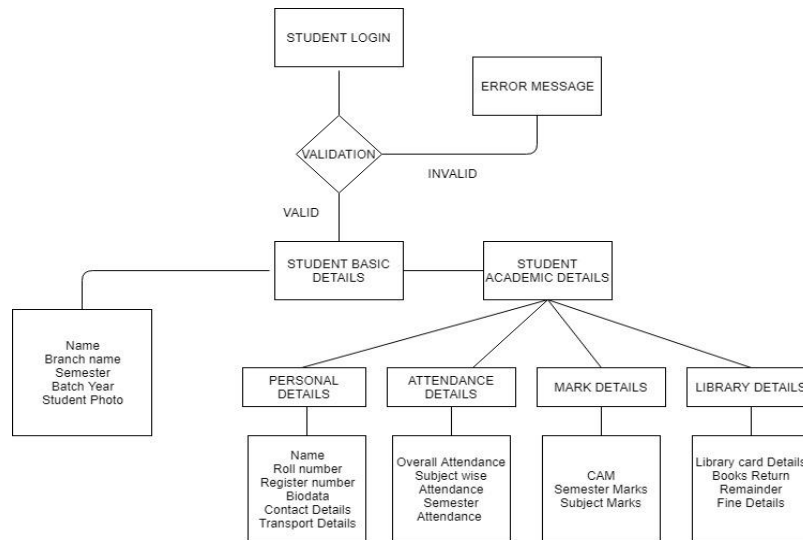 STUDENT LOGIN
ERROR MESSAGE
VALIDATION
INVALID
VALID
STUDENT BASIC
DETAILS
STUDENT
ACADEMIC DETAILS
Name
Branch name
Semester
Batch Year
Student Photo
PERSONAL
DETAILS
ATTENDANCE
DETAILS
MARK DETAILS
LIBRARY DETAILS
Name
Roll number
Register number
Biodata
Contact Details
Transport Details
Overall Attendance
Subject wise
Attendance
Semester
Attendance
CAM
Semester Marks
Subject Marks
Library card Details
Books Return
Remainder
Fine Details